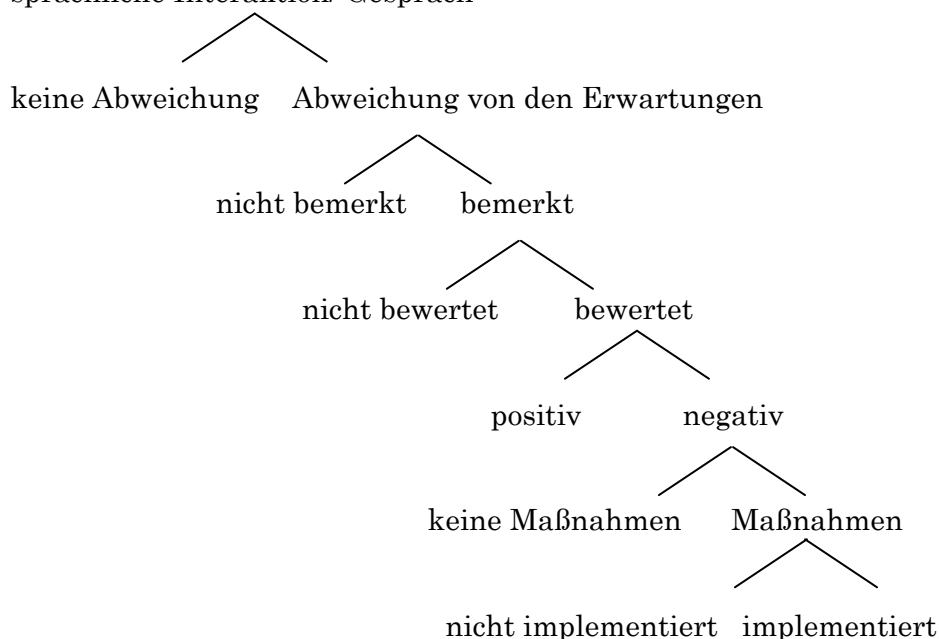 sprachliche Interaktion/ Gespräch
keine Abweichung Abweichung von den Erwartungen
nicht bemerkt bemerkt
nicht bewertet bewertet
positiv negativ
keine Maßnahmen Maßnahmen
nicht implementiert implementiert